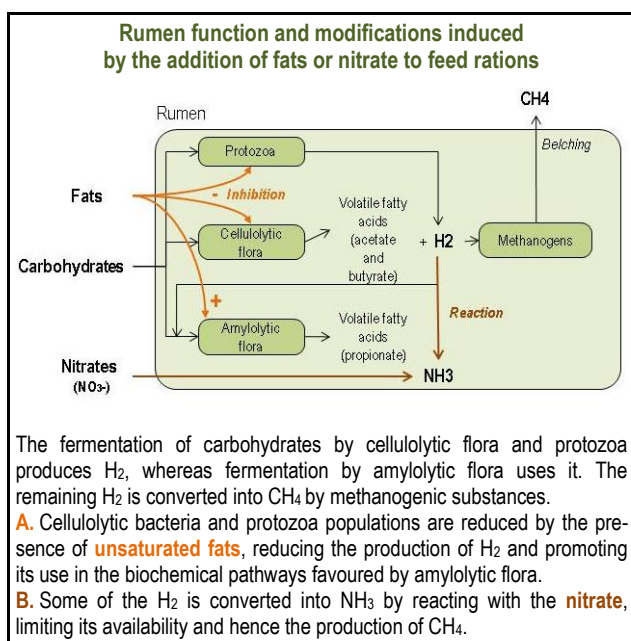 Rumen function and modifications induced
by the addition of fats or nitrate to feed rations
CH4
Rumen
Belching
Protozoa
Fats
- Inhibition
Volatile fatty
acids
(acetate
and
butyrate)
Cellulolytic
flora
+ H2
Methanogens
Carbohydrates
+
Reaction
Amylolytic
flora
Volatile fatty
acids
(propionate)
Nitrates
(NO3-)
NH3
The fermentation of carbohydrates by cellulolytic flora and protozoa
produces H2, whereas fermentation by amylolytic flora uses it. The
remaining H2 is converted into CH4 by methanogenic substances.
A. Cellulolytic bacteria and protozoa populations are reduced by the pre-
sence of unsaturated fats, reducing the production of H2 and promoting
its use in the biochemical pathways favoured by amylolytic flora.
B. Some of the H2 is converted into NH3 by reacting with the nitrate,
limiting its availability and hence the production of CH4.